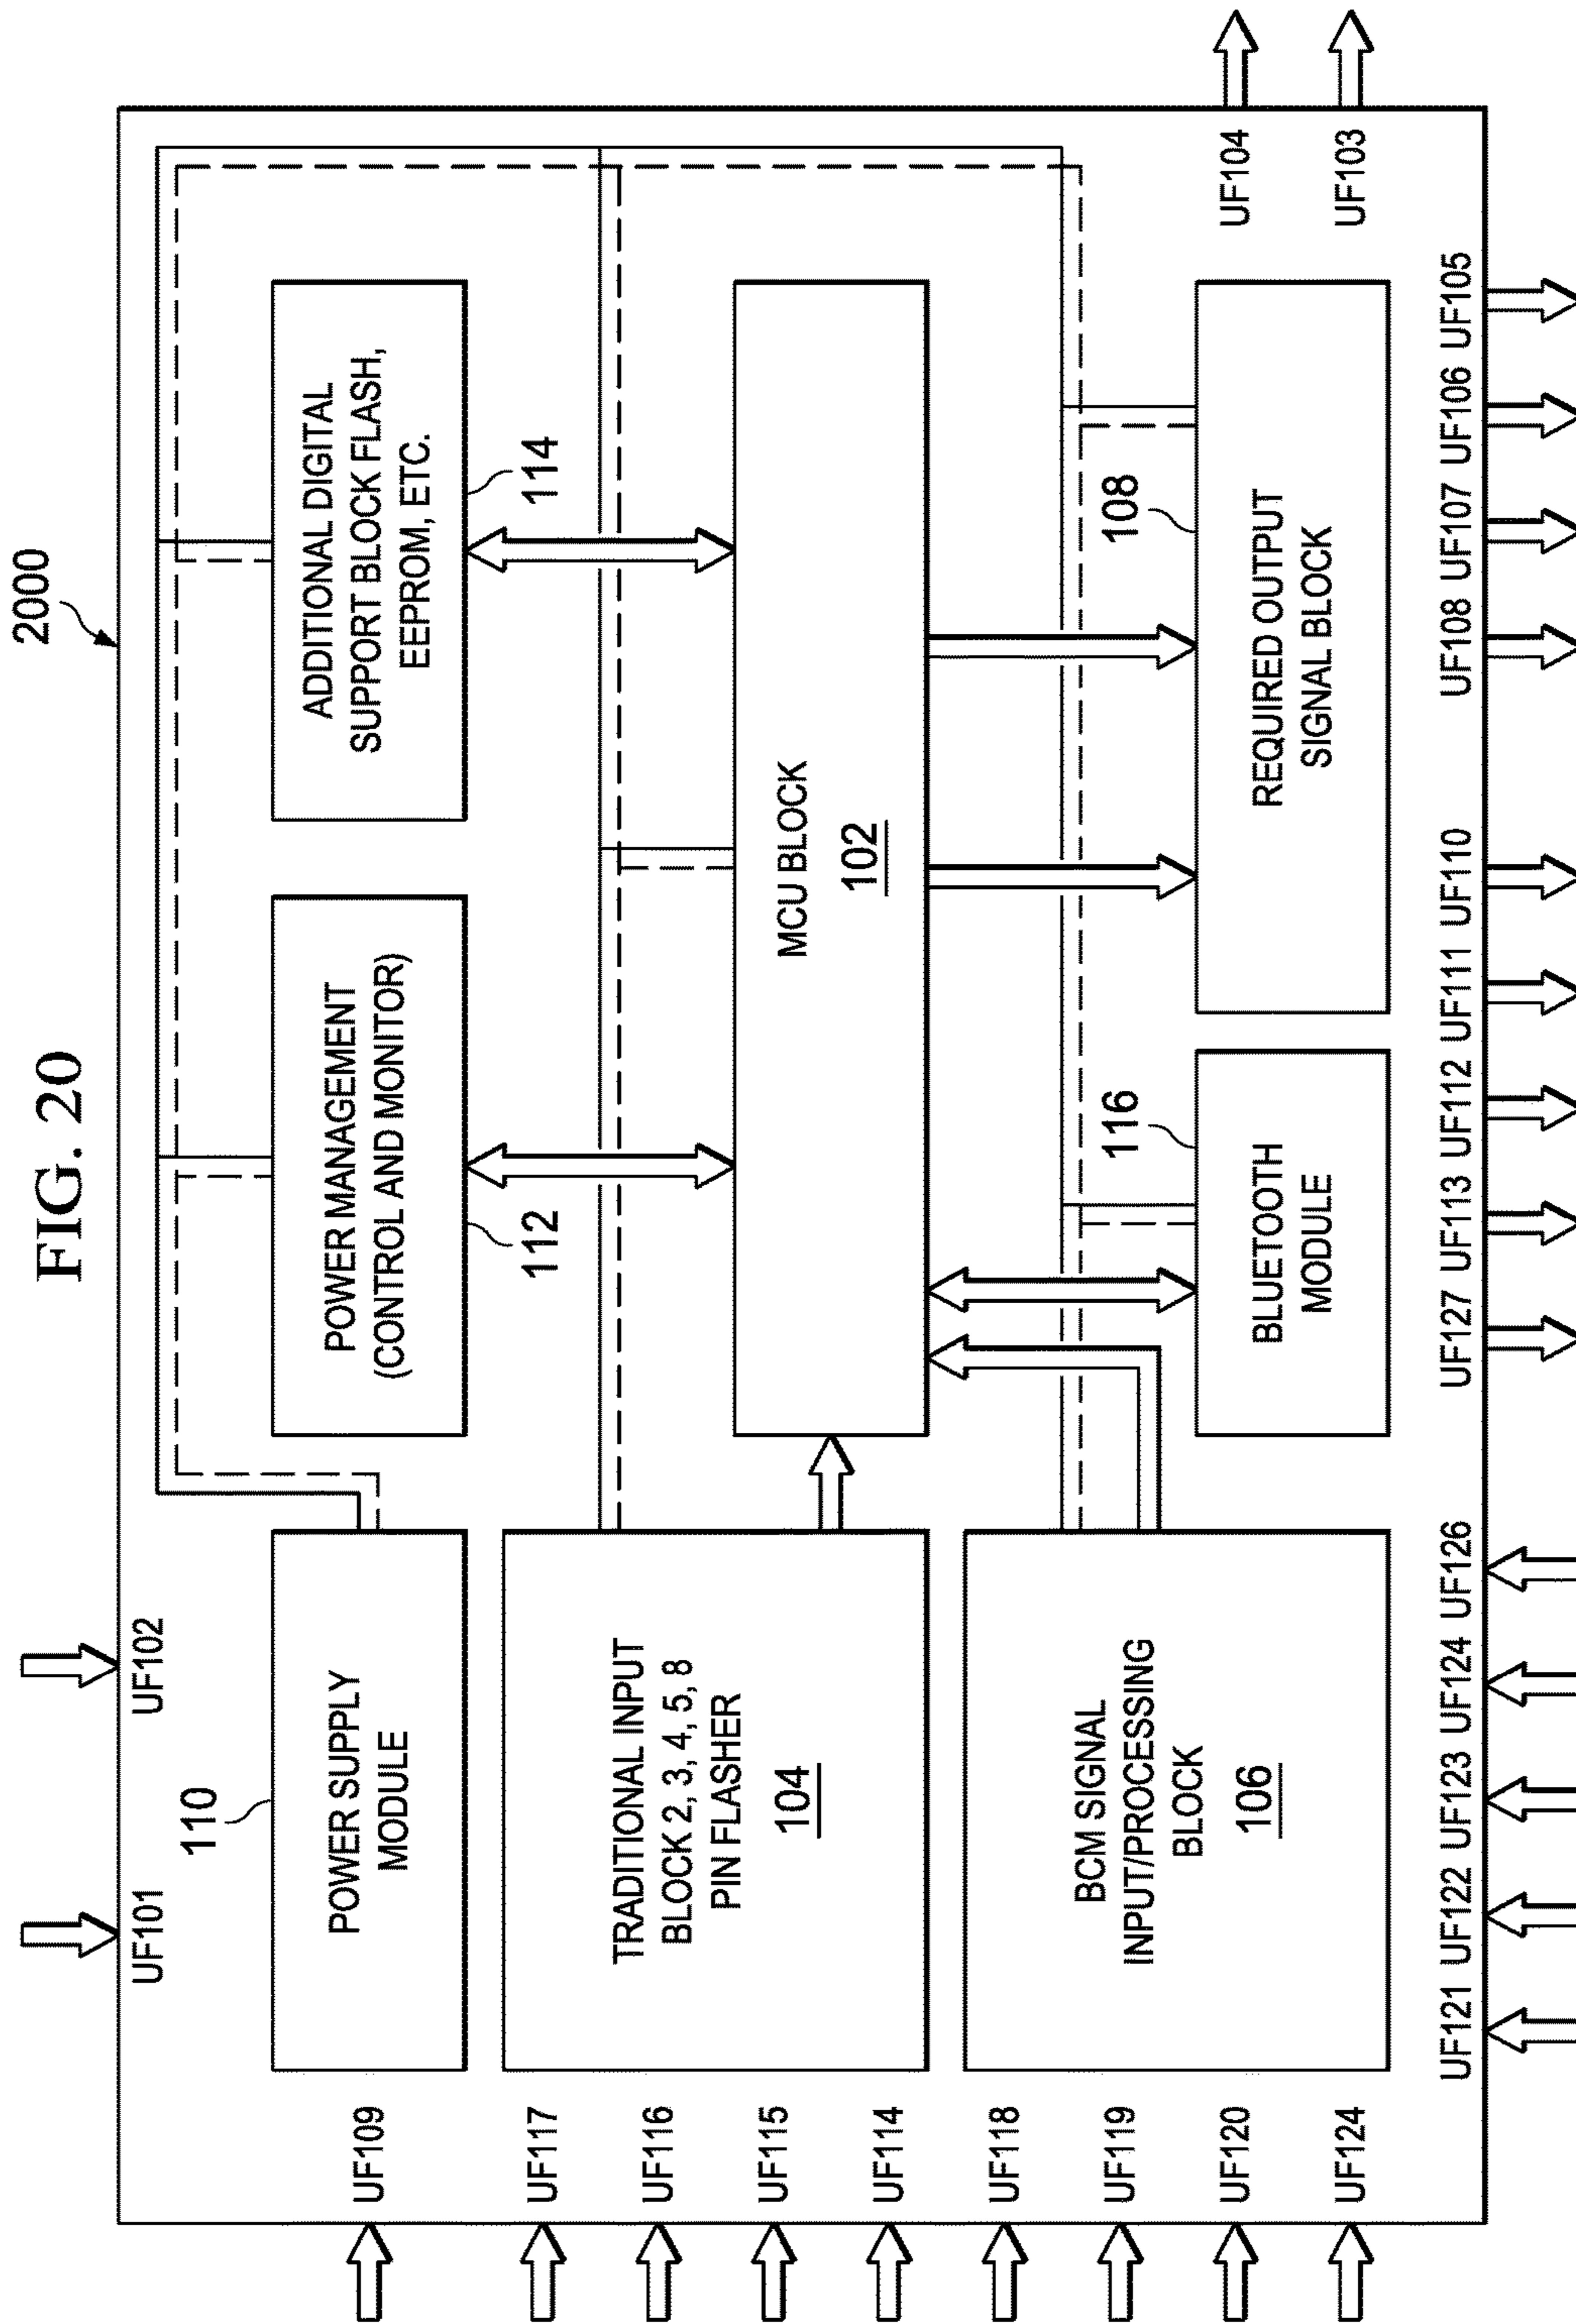 FIG. 20
2000
UF101
UF102
110
POWER SUPPLY
MODULE
POWER MANAGEMENT
(CONTROL AND MONITOR)
112
ADDITIONAL DIGITAL
SUPPORT BLOCK FLASH,
EEPROM, ETC.
114
UF109
UF117
UF116
UF115
UF114
UF118
UF119
UF120
UF124
TRADITIONAL INPUT
BLOCK 2, 3, 4, 5, 8
PIN FLASHER
104
MCU BLOCK
102
BCM SIGNAL
INPUT/PROCESSING
BLOCK
106
116
BLUETOOTH
MODULE
108
REQUIRED OUTPUT
SIGNAL BLOCK
UF104
UF103
UF121
UF122
UF123
UF124
UF126
UF127
UF113
UF112
UF111
UF110
UF108
UF107
UF106
UF105